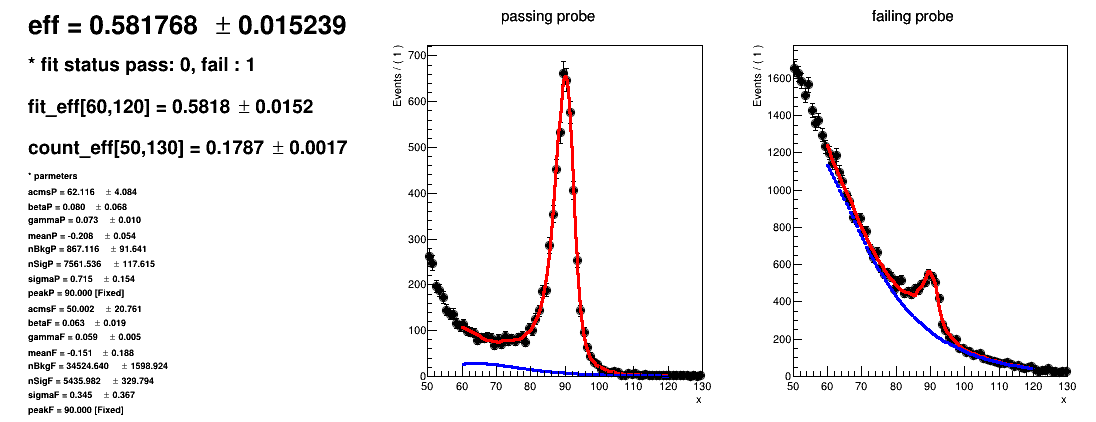 eff = 0.581768 ± 0.015239
* fit status pass: 0, fail : 1
fit_eff[60,120] = 0.5818 ± 0.0152
count_eff[50,130] = 0.1787 ± 0.0017
* parmeters
acmsP = 62.116 ± 4.084
betaP = 0.080 ± 0.068
gammaP = 0.073 ± 0.010
meanP = -0.208 ± 0.054
nBkgP = 867.116 ± 91.641
nSigP = 7561.536 ± 117.615
sigmaP = 0.715 ± 0.154
peakP = 90.000 [Fixed]
acmsF = 50.002 ± 20.761
betaF = 0.063 ± 0.019
gammaF = 0.059 ± 0.005
meanF = -0.151 ± 0.188
nBkgF = 34524.640 ± 1598.924
nSigF = 5435.982 ± 329.794
sigmaF = 0.345 ± 0.367
peakF = 90.000 [Fixed]
passing probe
Events / ( 1 )
700
600
500
400
300
200
100
0
50 60 70 80 90 100 110 120 130
x
failing probe
Events / ( 1 )
1600
1400
1200
1000
800
600
400
200
0
50 60 70 80 90 100 110 120 130
x